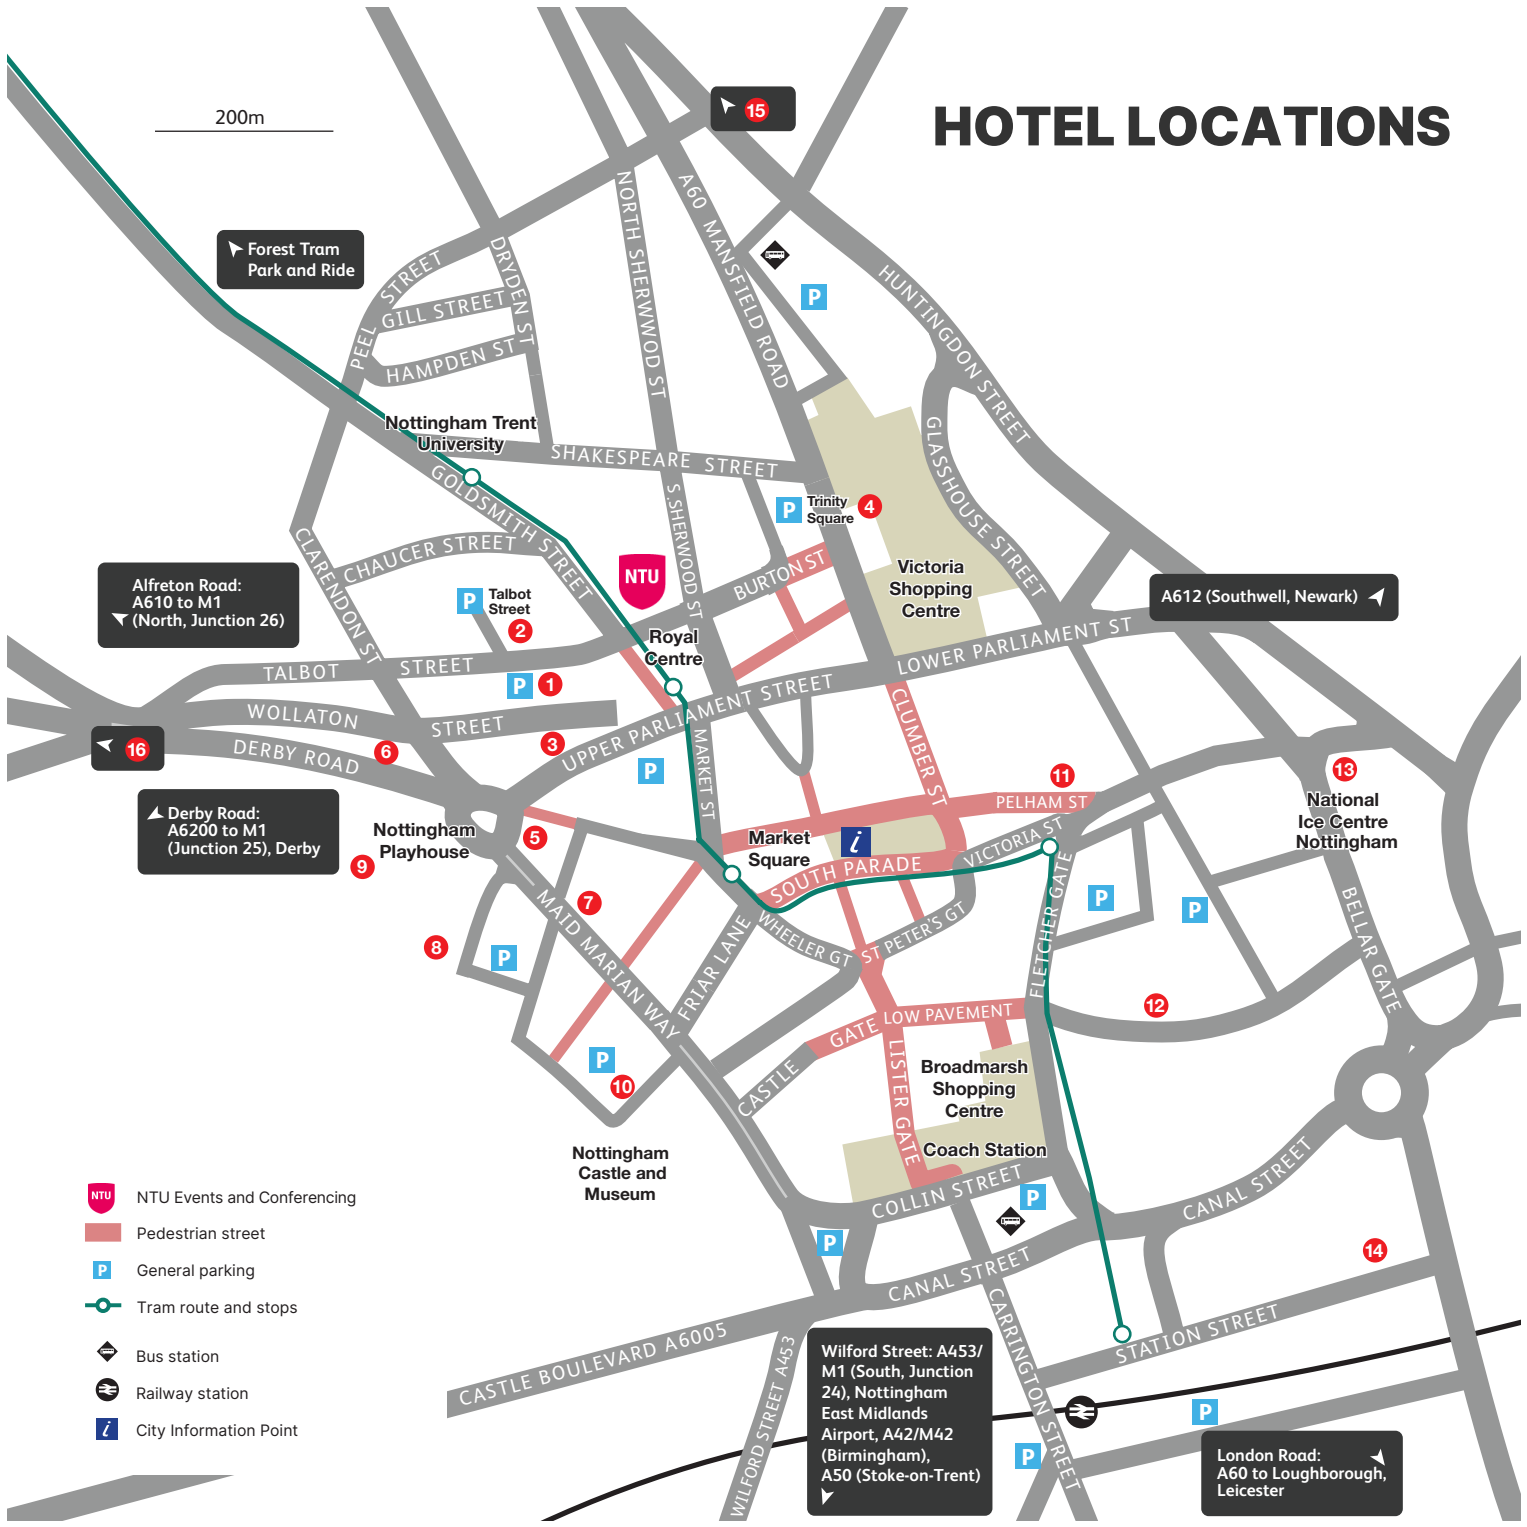 HOTEL LOCATIONS
200m
15
Forest Tram
Park and Ride
PEEL STREET
GILL STREET
HAMPDEN ST
DRYDEN ST
NORTH SHERWWOD ST
A60 MANSFIELD ROAD
P
HUNTINGDON STREET
GLASSHOUSE STREET
Nottingham Trent
University
SHAKESPEARE STREET
GOLDSMITH STREET
S.SHERWOOD ST
P
Trinity
Square
4
Victoria
Shopping
Centre
CHAUCER STREET
CLARENDON ST
BURTON ST
NTU
Alfreton Road:
A610 to M1
(North, Junction 26)
P
Talbot
Street
2
A612 (Southwell, Newark)
Royal
Centre
LOWER PARLIAMENT ST
TALBOT STREET
P
1
WOLLATON STREET
UPPER PARLIAMENT STREET
CLUMBER ST
MARKET ST
16
DERBY ROAD
6
3
P
11
PELHAM ST
13
National
Ice Centre
Nottingham
Derby Road:
A6200 to M1
(Junction 25), Derby
Nottingham
Playhouse
5
Market
Square
i
VICTORIA ST
SOUTH PARADE
9
7
8
P
MAID MARIAN WAY
FRIAR LANE
WHEELER GT
ST PETER'S GT
FLETCHER GATE
P
P
BELLAR GATE
12
LOW PAVEMENT
CASTLE GATE
LISTER GATE
P
10
Broadmarsh
Shopping
Centre
Coach Station
Nottingham
Castle and
Museum
COLLIN STREET
P
P
CANAL STREET
CANAL STREET
14
STATION STREET
CARRINGTON STREET
CASTLE BOULEVARD A6005
WILFORD STREET A453
Wilford Street: A453/
M1 (South, Junction
24), Nottingham
East Midlands
Airport, A42/M42
(Birmingham),
A50 (Stoke-on-Trent)
P
P
London Road:
A60 to Loughborough,
Leicester
NTU
NTU Events and Conferencing
Pedestrian street
P
General parking
Tram route and stops
Bus station
Railway station
i
City Information Point